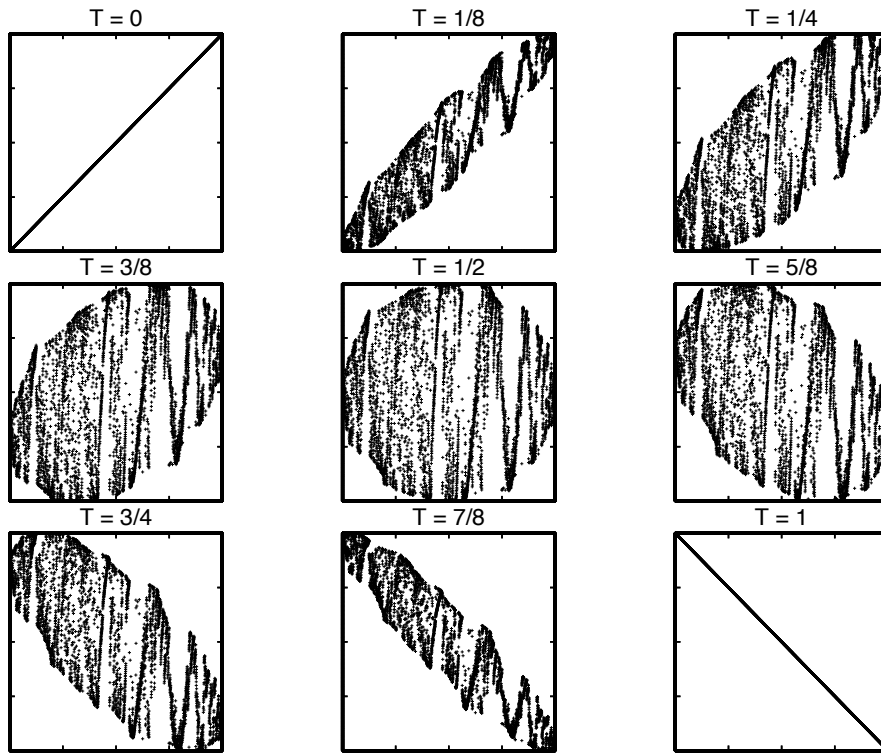 T = 0
T = 1/8
T = 1/4
T = 3/8
T = 1/2
T = 5/8
T = 3/4
T = 7/8
T = 1